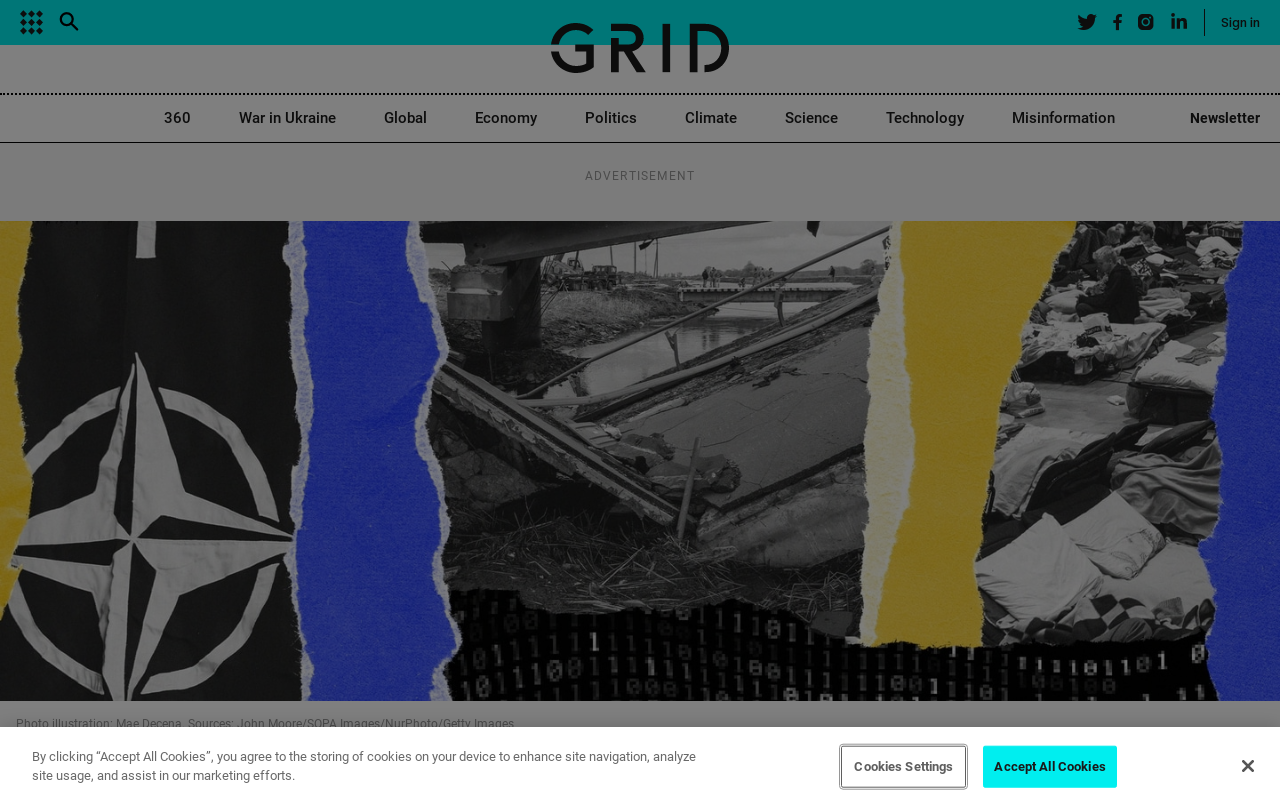 GRID
Sign in
360 War in Ukraine Global Economy Politics Climate Science Technology Misinformation Newsletter
ADVERTISEMENT
Photo illustration: Mae Decena. Sources: John Moore/SOPA Images/NurPhoto/Getty Images
By clicking “Accept All Cookies”, you agree to the storing of cookies on your device to enhance site navigation, analyze
site usage, and assist in our marketing efforts.
Cookies Settings
Accept All Cookies